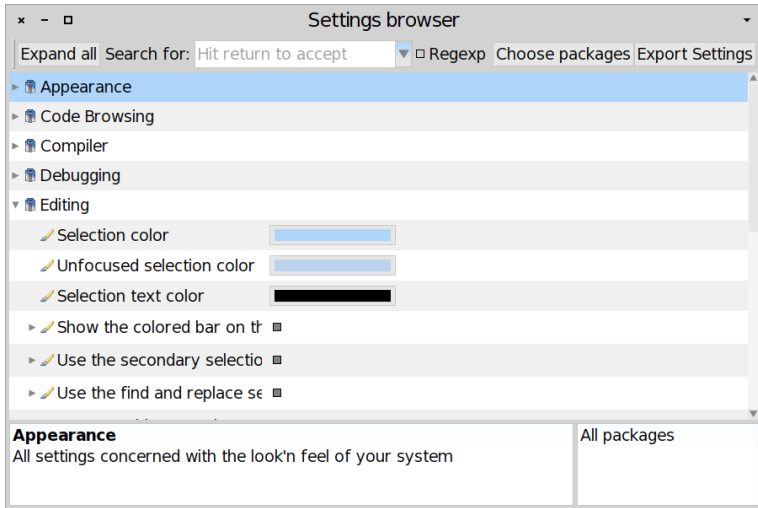 Settings browser
Expand all Search for: Hit return to accept Regexp Choose packages Export Settings
Appearance
Code Browsing
Compiler
Debugging
Editing
Selection color
Unfocused selection color
Selection text color
Show the colored bar on th
Use the secondary selectio
Use the find and replace se
Appearance
All settings concerned with the look'n feel of your system
All packages